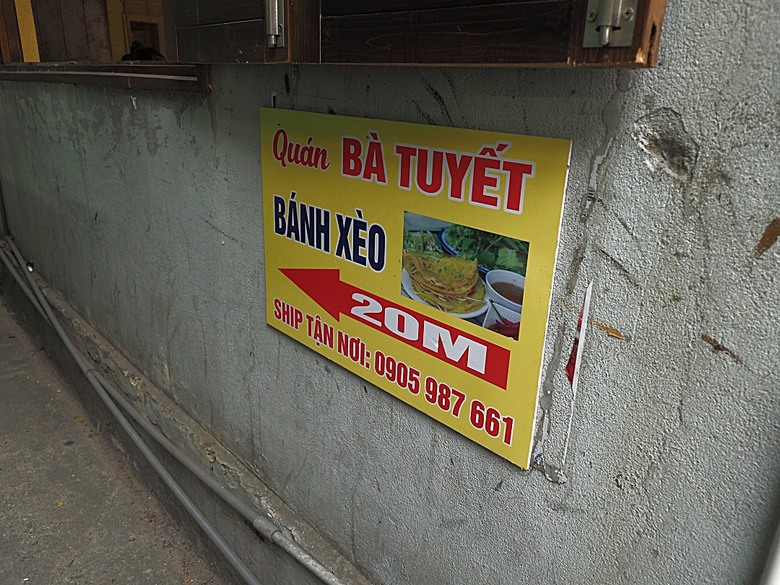 Quán BÀ TUYẾT
BÁNH XÈO
20M
SHIP TẬN NƠI: 0905 987 661